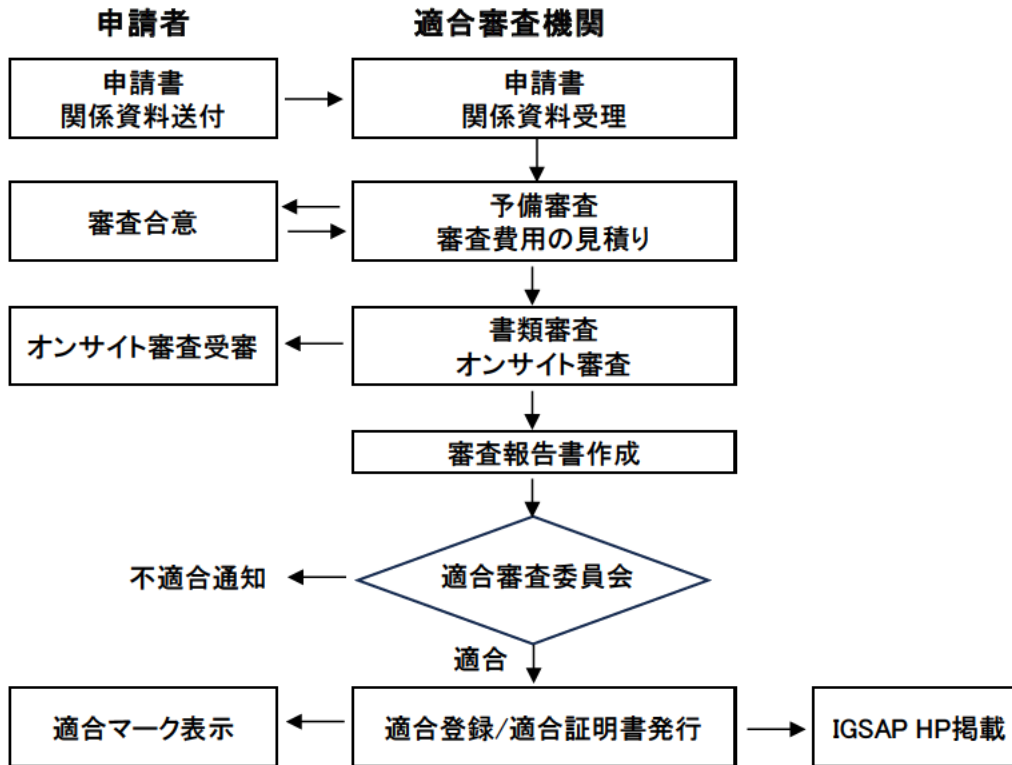 申請者
適合審査機関
申請書
関係資料送付
申請書
関係資料受理
審査合意
予備審査
審査費用の見積り
オンサイト審査受審
書類審査
オンサイト審査
審査報告書作成
不適合通知
適合審査委員会
適合
適合マーク表示
適合登録/適合証明書発行
IGSAP HP掲載